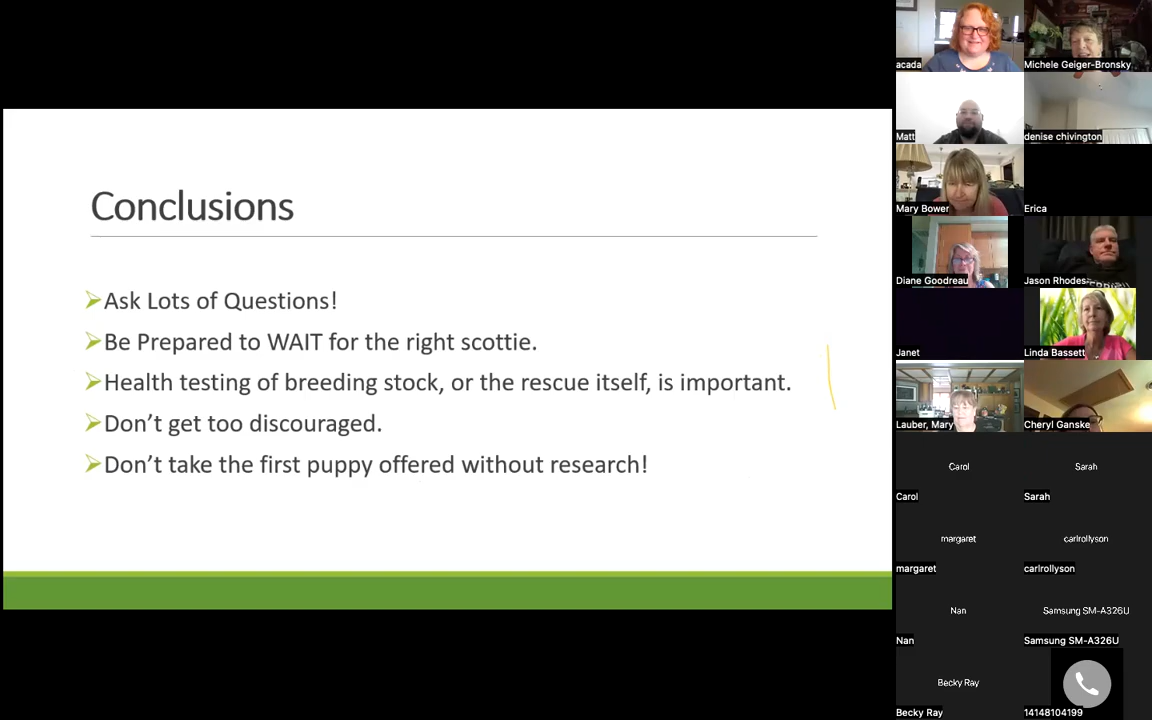 Conclusions
➢Ask Lots of Questions!
➢Be Prepared to WAIT for the right scottie.
➢Health testing of breeding stock, or the rescue itself, is important.
➢Don’t get too discouraged.
➢Don’t take the first puppy offered without research!
acada
Michele Geiger-Bronsky
Matt
denise chivington
Mary Bower
Erica
Diane Goodreau
Jason Rhodes
Janet
Linda Bassett
Lauber, Mary
Cheryl Ganske
Carol
Carol
Sarah
Sarah
margaret
margaret
carlrollyson
carlrollyson
Nan
Nan
Samsung SM-A326U
Samsung SM-A326U
Becky Ray
Becky Ray
14148104199